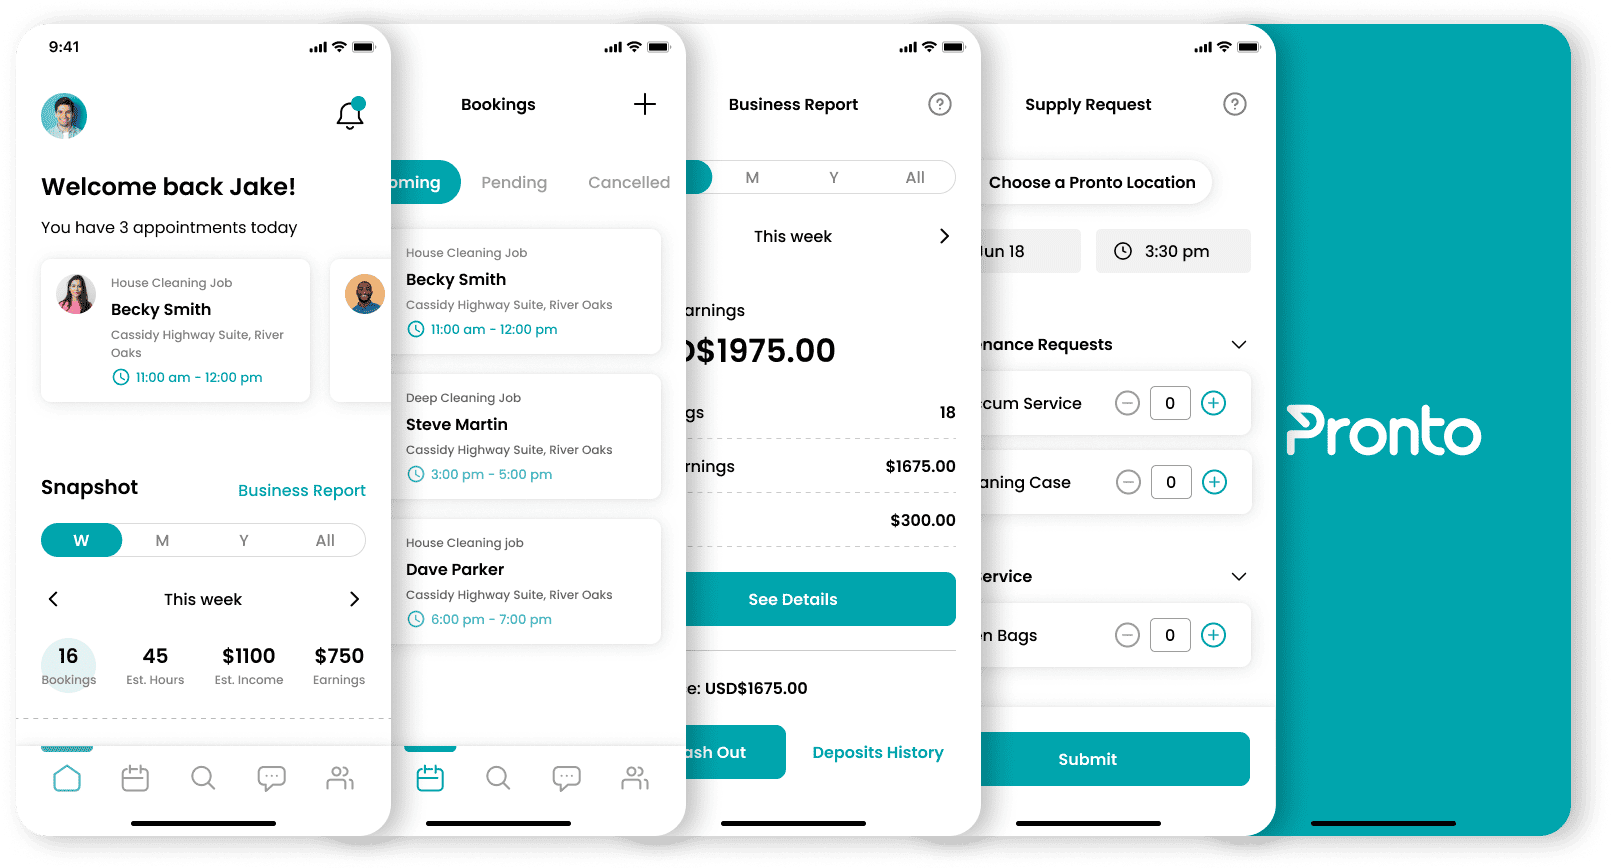 9:41
Welcome back Jake!
You have 3 appointments today
House Cleaning Job
Becky Smith
Cassidy Highway Suite, River
Oaks
11:00 am - 12:00 pm
Snapshot
Business Report
W M Y All
This week
16 45 $1100 $750
Bookings Est. Hours Est. Income Earnings
Bookings
oming Pending Cancelled
House Cleaning Job
Becky Smith
Cassidy Highway Suite, River Oaks
11:00 am - 12:00 pm
Deep Cleaning Job
Steve Martin
Cassidy Highway Suite, River Oaks
3:00 pm - 5:00 pm
House Cleaning job
Dave Parker
Cassidy Highway Suite, River Oaks
6:00 pm - 7:00 pm
Business Report
M Y All
This week
arnings
D$1975.00
gs 18
rnings $1675.00
$300.00
See Details
e: USD$1675.00
ash Out
Deposits History
Supply Request
Choose a Pronto Location
Jun 18
3:30 pm
enance Requests
ccum Service 0
aning Case 0
ervice
en Bags 0
Submit
Pronto